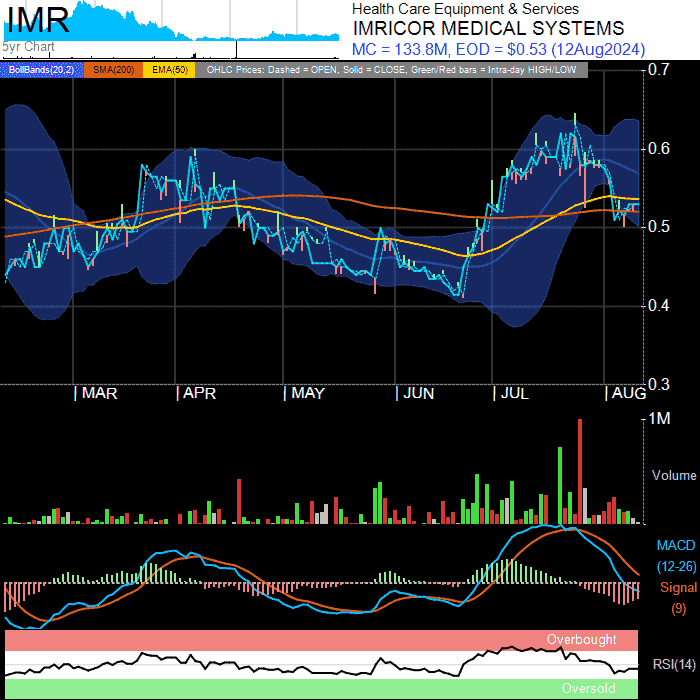 IMR
5yr Chart
Health Care Equipment & Services
IMRICOR MEDICAL SYSTEMS
MC = 133.8M, EOD = $0.53 (12Aug2024)
BollBands(20,2) SMA(200) EMA(50) OHLC Prices: Dashed = OPEN, Solid = CLOSE, Green/Red bars = Intra-day HIGH/LOW
0.7
0.6
0.5
0.4
0.3
MAR APR MAY JUN JUL AUG
1M
Volume
MACD
(12-26)
Signal
(9)
Overbought
RSI(14)
Oversold